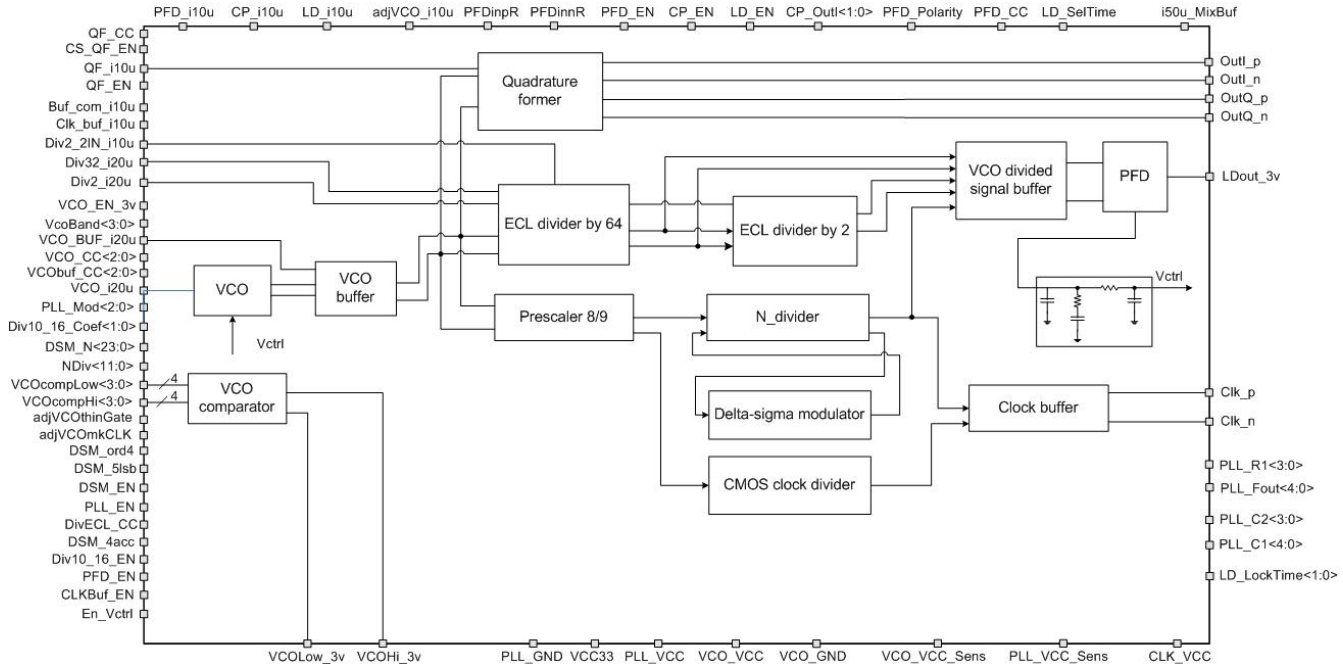 PFD_i10u CP_i10u LD_i10u adjVCO_i10u PFDinpR PFDinnR PFD_EN CP_EN LD_EN CP_OutI<1:0> PFD_Polarity PFD_CC LD_SelTime i50u_MixBuf
QF_CC
CS_QF_EN
QF_i10u
QF_EN
Buf_com_i10u
Clk_buf_i10u
Div2_2IN_i10u
Div32_i20u
Div2_i20u
VCO_EN_3v
VcoBand<3:0>
VCO_BUF_i20u
VCO_CC<2:0>
VCObuf_CC<2:0>
VCO_i20u
PLL_Mod<2:0>
Div10_16_Coef<1:0>
DSM_N<23:0>
NDiv<11:0>
VCOcompLow<3:0>
VCOcompHi<3:0>
adjVCOthinGate
adjVCOmkCLK
DSM_ord4
DSM_5lsb
DSM_EN
PLL_EN
DivECL_CC
DSM_4acc
Div10_16_EN
PFD_EN
CLKBuf_EN
En_Vctrl
Quadrature
former
ECL divider by 64
ECL divider by 2
VCO divided
signal buffer
PFD
Vctrl
VCO
VCO
buffer
Vctrl
Prescaler 8/9
N_divider
4
4
VCO
comparator
Delta-sigma modulator
Clock buffer
CMOS clock divider
OutI_p
OutI_n
OutQ_p
OutQ_n
LDout_3v
Clk_p
Clk_n
PLL_R1<3:0>
PLL_Fout<4:0>
PLL_C2<3:0>
PLL_C1<4:0>
LD_LockTime<1:0>
VCOLow_3v VCOHi_3v PLL_GND VCC33 PLL_VCC VCO_VCC VCO_GND VCO_VCC_Sens PLL_VCC_Sens CLK_VCC